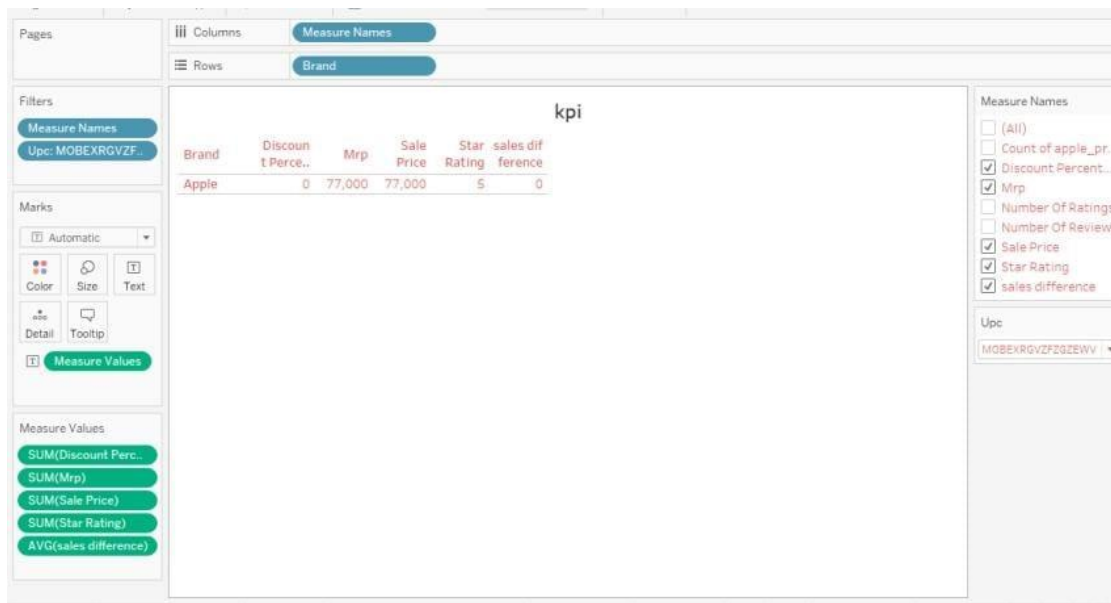 Pages
Columns
Measure Names
Rows
Brand
Filters
Measure Names
Upc: MOBEXRGVZF..
Marks
Automatic
Color
Size
Text
Detail
Tooltip
Measure Values
Measure Values
SUM(Discount Perc..
SUM(Mrp)
SUM(Sale Price)
SUM(Star Rating)
AVG(sales difference)
kpi
Brand
Discoun
t Perce..
Mrp
Sale
Price
Star
Rating
sales dif
ference
Apple 0 77,000 77,000 5 0
Measure Names
(All)
Count of apple_pr..
Discount Percent..
Mrp
Number Of Ratings
Number Of Review
Sale Price
Star Rating
sales difference
Upc
MOBEXRGVZFZGZEWV